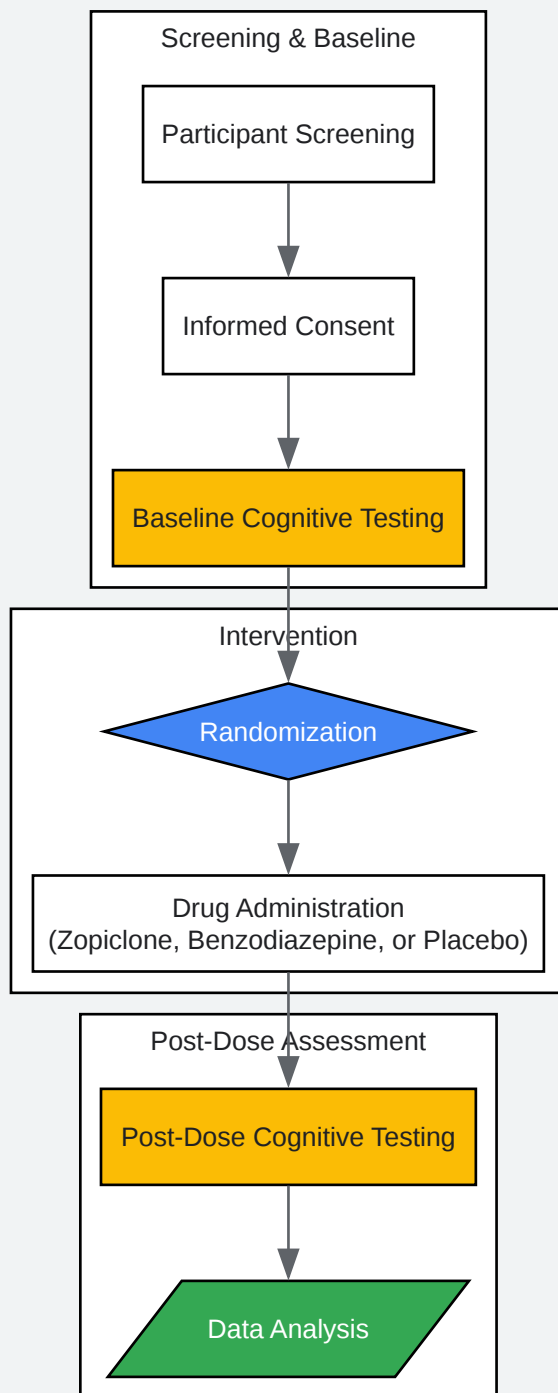 Screening & Baseline
Participant Screening
Informed Consent
Baseline Cognitive Testing
Intervention
Randomization
Drug Administration
(Zopiclone, Benzodiazepine, or Placebo)
Post-Dose Assessment
Post-Dose Cognitive Testing
Data Analysis